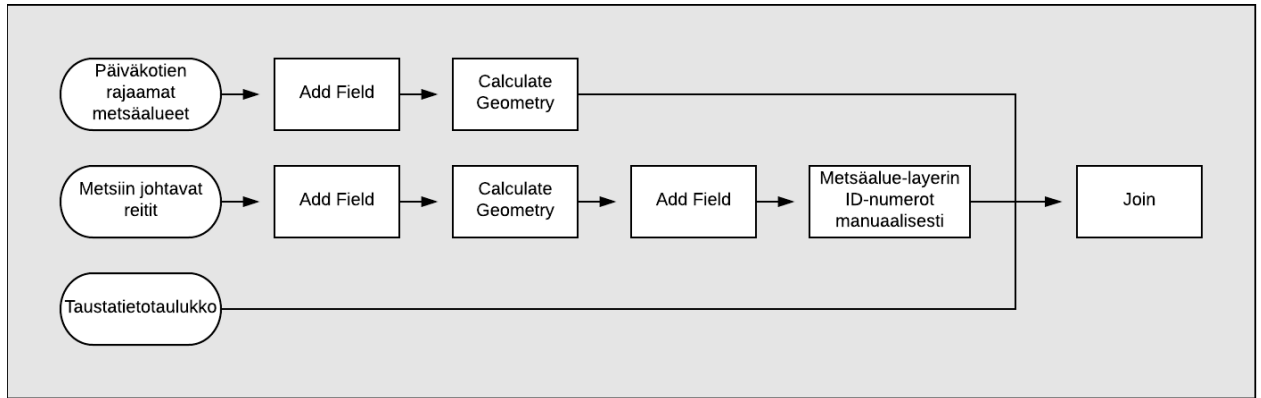 Päiväkotien
rajaamat
metsäalueet
Add Field
Calculate
Geometry
Metsiin johtavat
reitit
Add Field
Calculate
Geometry
Add Field
Metsäalue-layerin
ID-numerot
manuaalisesti
Join
Taustatietotaulukko